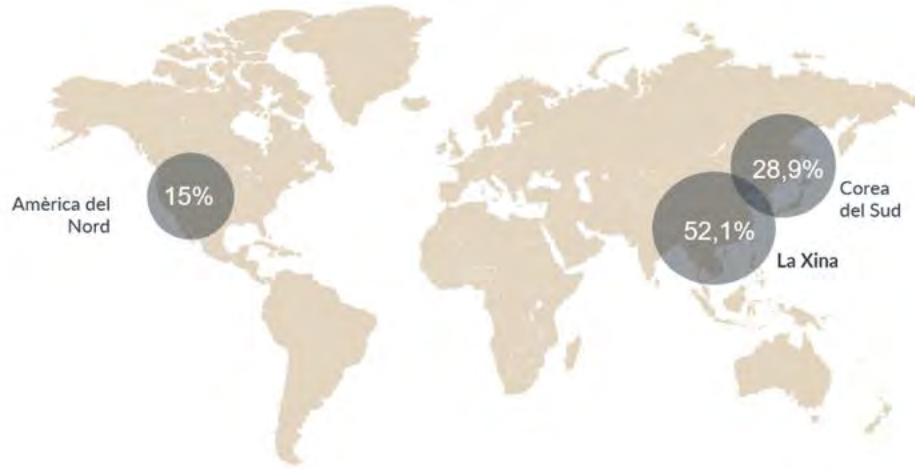 15%
Amèrica del
Nord
28,9%
Corea
del Sud
52,1%
La Xina